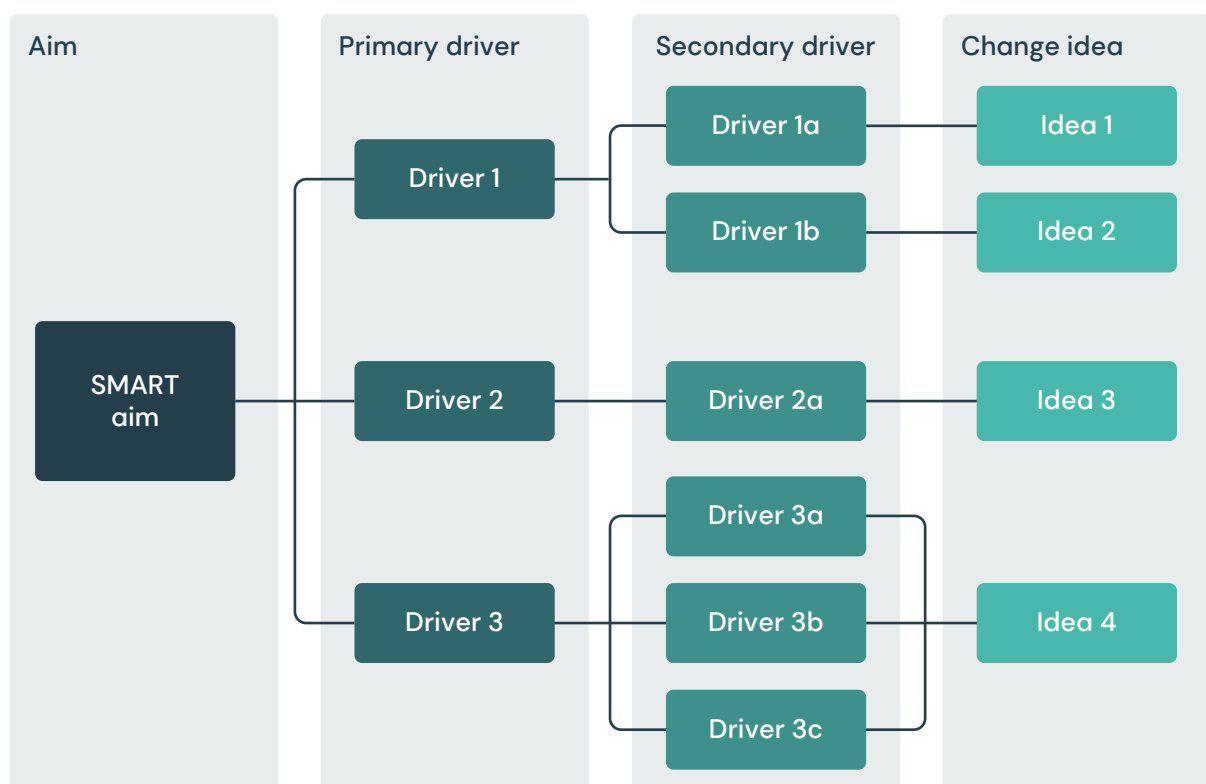 Aim
Primary driver
Secondary driver
Change idea
SMART
aim
Driver 1
Driver 2
Driver 3
Driver 1a
Driver 1b
Driver 2a
Driver 3a
Driver 3b
Driver 3c
Idea 1
Idea 2
Idea 3
Idea 4